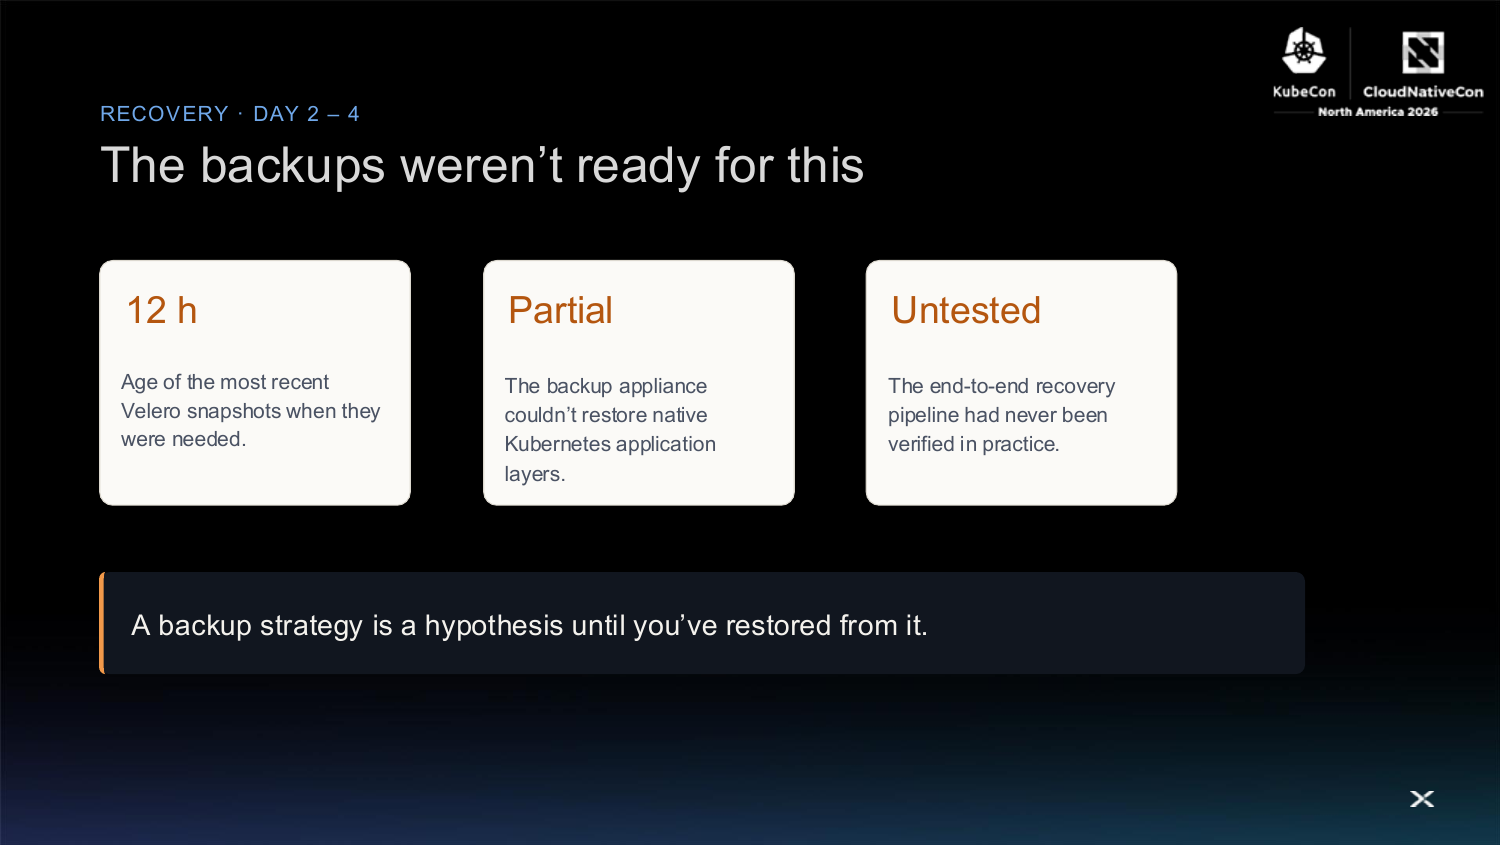 KubeCon
CloudNativeCon
North America 2026
RECOVERY · DAY 2 – 4
The backups weren’t ready for this
12 h
Age of the most recent
Velero snapshots when they
were needed.
Partial
The backup appliance
couldn’t restore native
Kubernetes application
layers.
Untested
The end-to-end recovery
pipeline had never been
verified in practice.
A backup strategy is a hypothesis until you’ve restored from it.